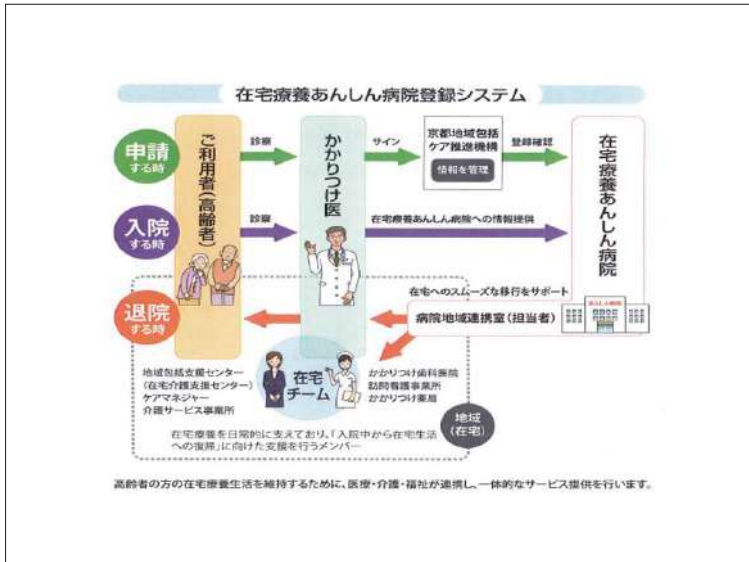 在宅療養あんしん病院登録システム
申請
する時
ご利用者(高齢者)
診察
かかりつけ医
サイン
京都地域包括
ケア推進機構
情報を管理
登録確認
在宅療養あんしん病院
入院
する時
診察
在宅療養あんしん病院への情報提供
在宅へのスムーズな移行をサポート
退院
する時
病院地域連携室(担当者)
あんしん病院
地域包括支援センター
(在宅介護支援センター)
ケアマネジャー
介護サービス事業所
在宅
チーム
かかりつけ歯科医院
訪問看護事業所
かかりつけ薬局
地域
(在宅)
在宅療養を日常的に支えており、「入院中から在宅生活
への復帰」に向けた支援を行うメンバー
高齢者の方の在宅療養生活を維持するために、医療・介護・福祉が連携し、一体的なサービス提供を行います。